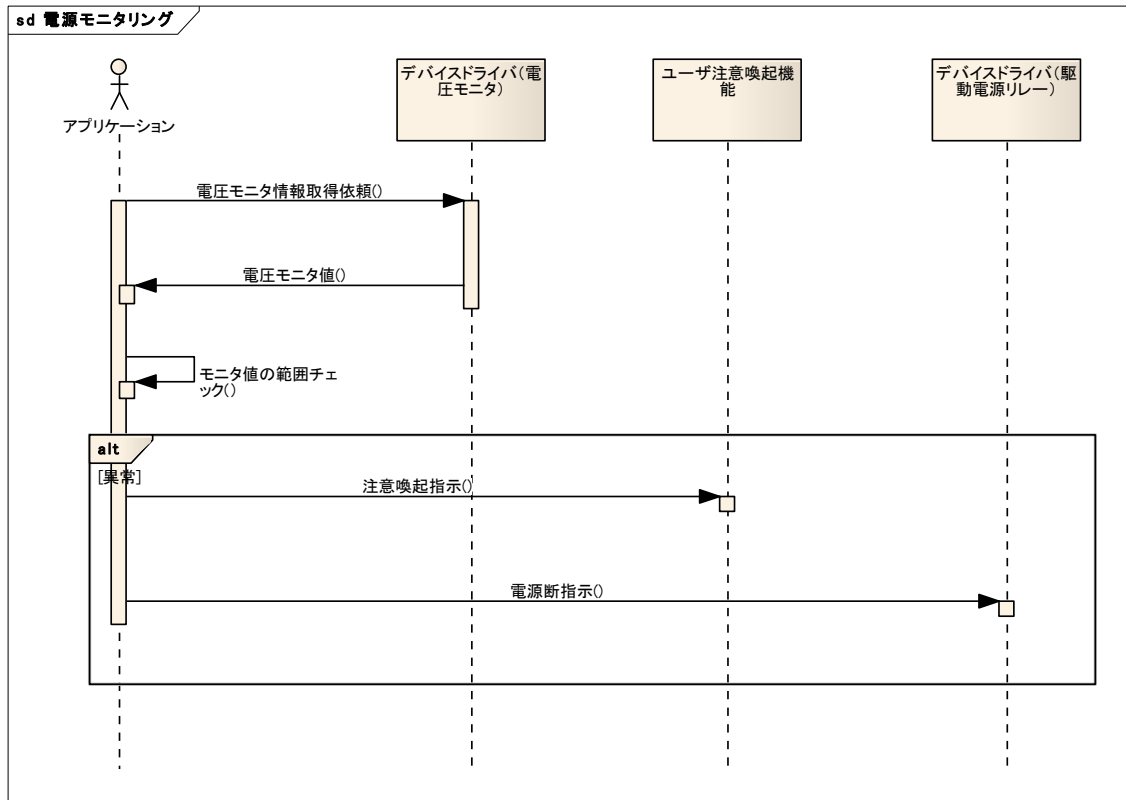 sd 電源モニタリング
アプリケーション
デバイスドライバ(電
圧モニタ)
ユーザ注意喚起機
能
デバイスドライバ(駆
動電源リレー)
電圧モニタ情報取得依頼()
電圧モニタ値()
モニタ値の範囲チェ
ック()
alt
[異常]
注意喚起指示()
電源断指示()